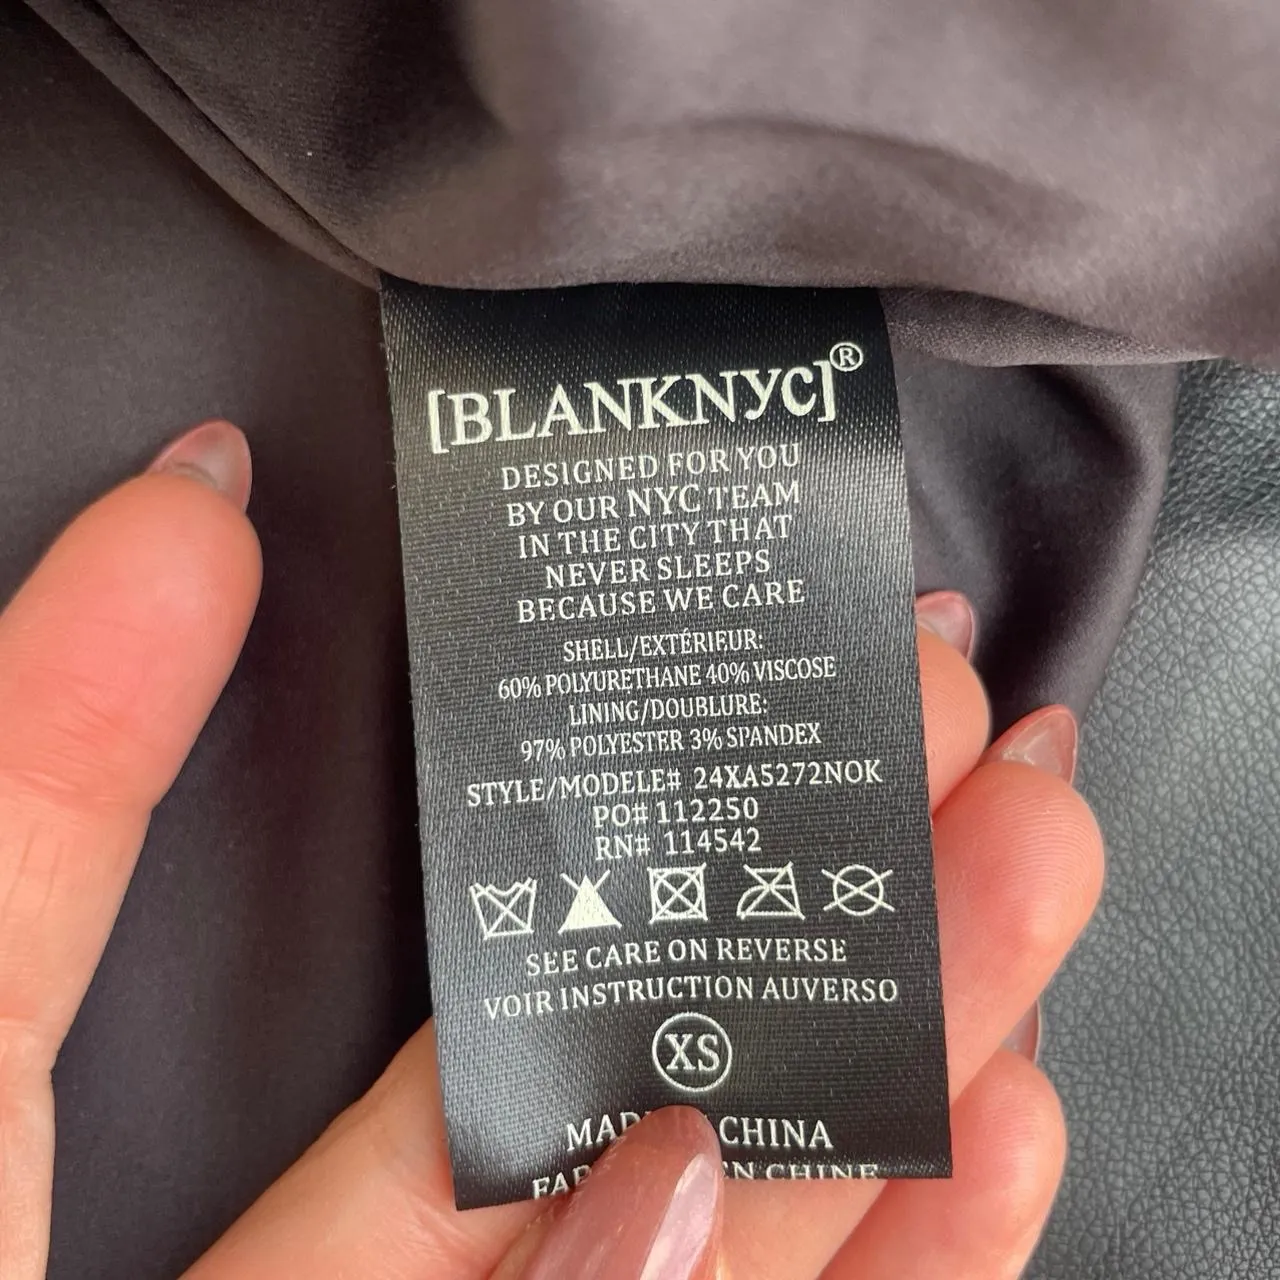 [BLANKNYC]®
DESIGNED FOR YOU
BY OUR NYC TEAM
IN THE CITY THAT
NEVER SLEEPS
BECAUSE WE CARE
SHELL/EXTÉRIEUR:
60% POLYURETHANE 40% VISCOSE
LINING/DOUBLURE:
97% POLYESTER 3% SPANDEX
STYLE/MODELE# 24XA5272NOK
PO# 112250
RN# 114542
SEE CARE ON REVERSE
VOIR INSTRUCTION AUVERSO
XS
CHINA
CHINE